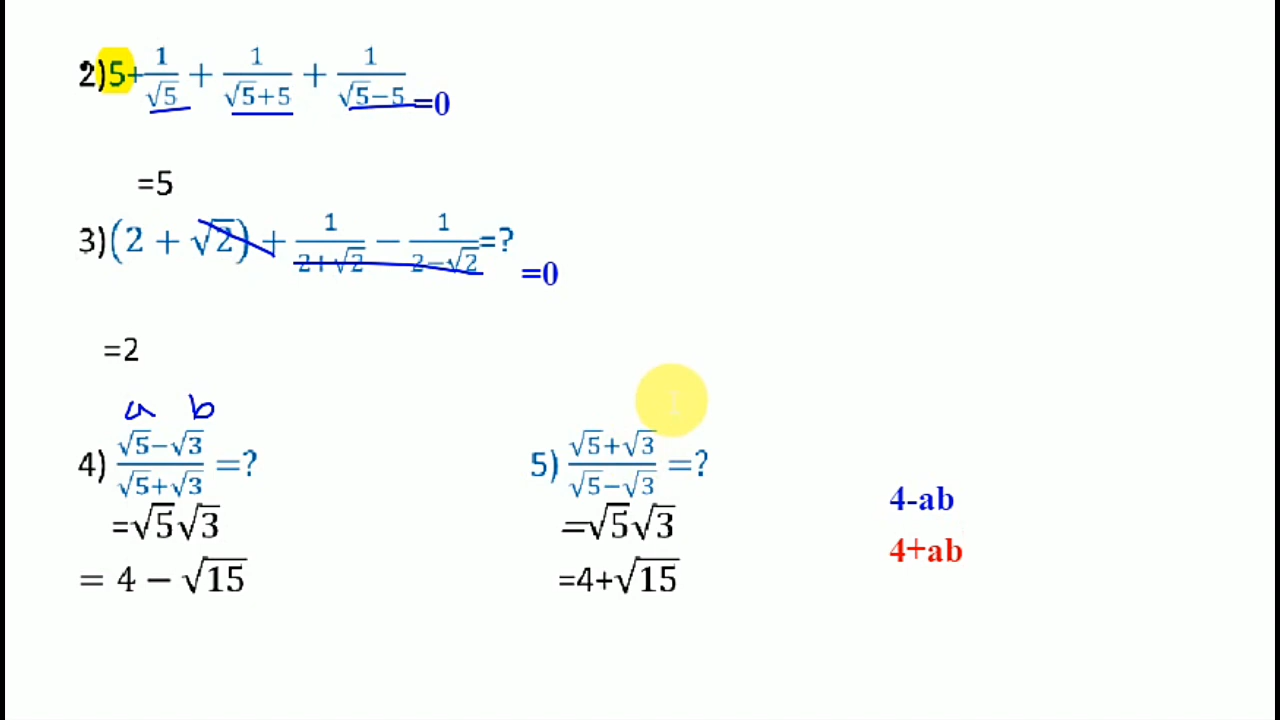 2) 5+ 1/√5 + 1/(√5+5) + 1/(√5−5) =0
=5
3) (2 + √2) + 1/(2+√2) − 1/(2−√2) =?
=0
=2
a b
4) (√5−√3)/(√5+√3) =?
=√5√3
= 4 − √15
5) (√5+√3)/(√5−√3) =?
=√5√3
=4+√15
4-ab
4+ab